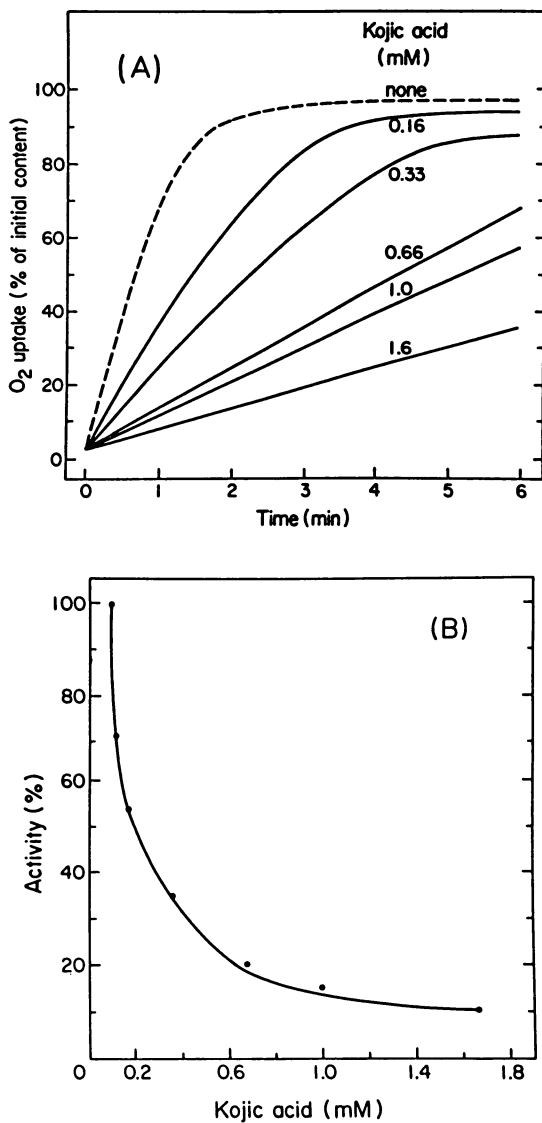 (A)
Kojic acid
(mM)
none
0.16
0.33
0.66
1.0
1.6
100
80
60
40
20
0
O2 uptake (% of initial content)
0 1 2 3 4 5 6
Time (min)
(B)
100
80
60
40
20
Activity (%)
0 0.2 0.6 1.0 1.4 1.8
Kojic acid (mM)